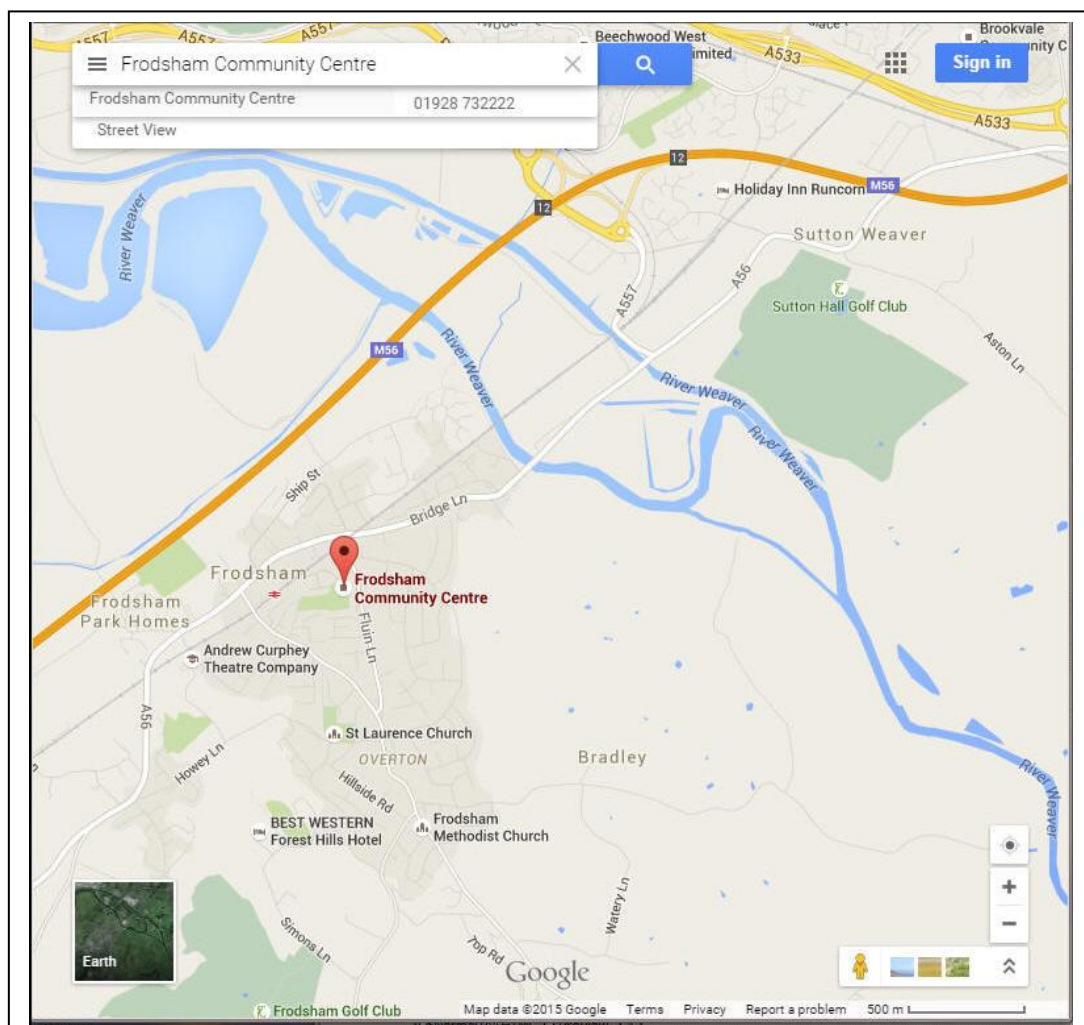 A557
A557
A557
Beechwood West
imited
A533
Brookvale
Community C
Frodsham Community Centre
Sign in
Frodsham Community Centre 01928 732222
Street View
A533
12
12
Holiday Inn Runcorn
M56
River Weaver
Sutton Weaver
A56
A557
Sutton Hall Golf Club
M56
River Weaver
Aston Ln
River Weaver
River Weaver
Ship St
Bridge Ln
Frodsham
Frodsham
Community Centre
Frodsham
Park Homes
Fluin Ln
Andrew Curphey
Theatre Company
A56
St Laurence Church
OVERTON
Bradley
Howey Ln
Hillside Rd
River Weaver
BEST WESTERN
Forest Hills Hotel
Frodsham
Methodist Church
Watery Ln
Earth
Simons Ln
Top Rd
Google
Frodsham Golf Club
Map data ©2015 Google Terms Privacy Report a problem 500 m